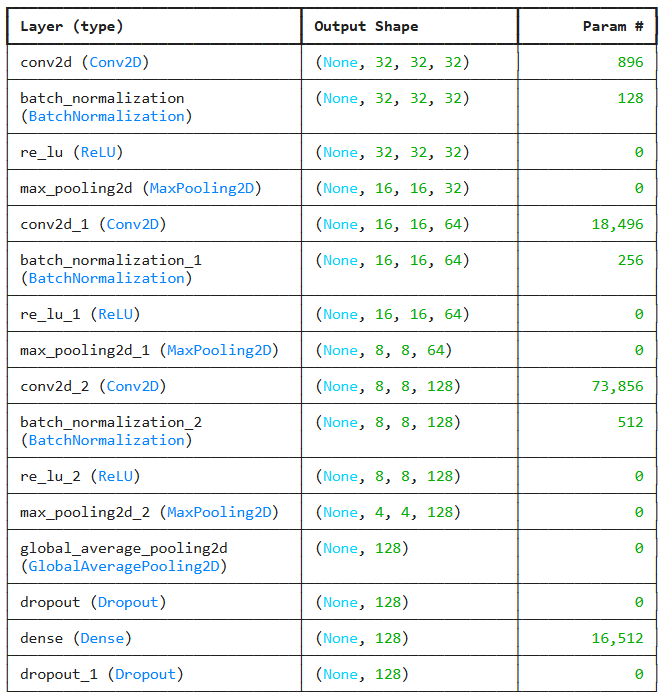 Layer (type) Output Shape Param #
conv2d (Conv2D) (None, 32, 32, 32) 896
batch_normalization (None, 32, 32, 32) 128
(BatchNormalization)
re_lu (ReLU) (None, 32, 32, 32) 0
max_pooling2d (MaxPooling2D) (None, 16, 16, 32) 0
conv2d_1 (Conv2D) (None, 16, 16, 64) 18,496
batch_normalization_1 (None, 16, 16, 64) 256
(BatchNormalization)
re_lu_1 (ReLU) (None, 16, 16, 64) 0
max_pooling2d_1 (MaxPooling2D) (None, 8, 8, 64) 0
conv2d_2 (Conv2D) (None, 8, 8, 128) 73,856
batch_normalization_2 (None, 8, 8, 128) 512
(BatchNormalization)
re_lu_2 (ReLU) (None, 8, 8, 128) 0
max_pooling2d_2 (MaxPooling2D) (None, 4, 4, 128) 0
global_average_pooling2d (None, 128) 0
(GlobalAveragePooling2D)
dropout (Dropout) (None, 128) 0
dense (Dense) (None, 128) 16,512
dropout_1 (Dropout) (None, 128) 0